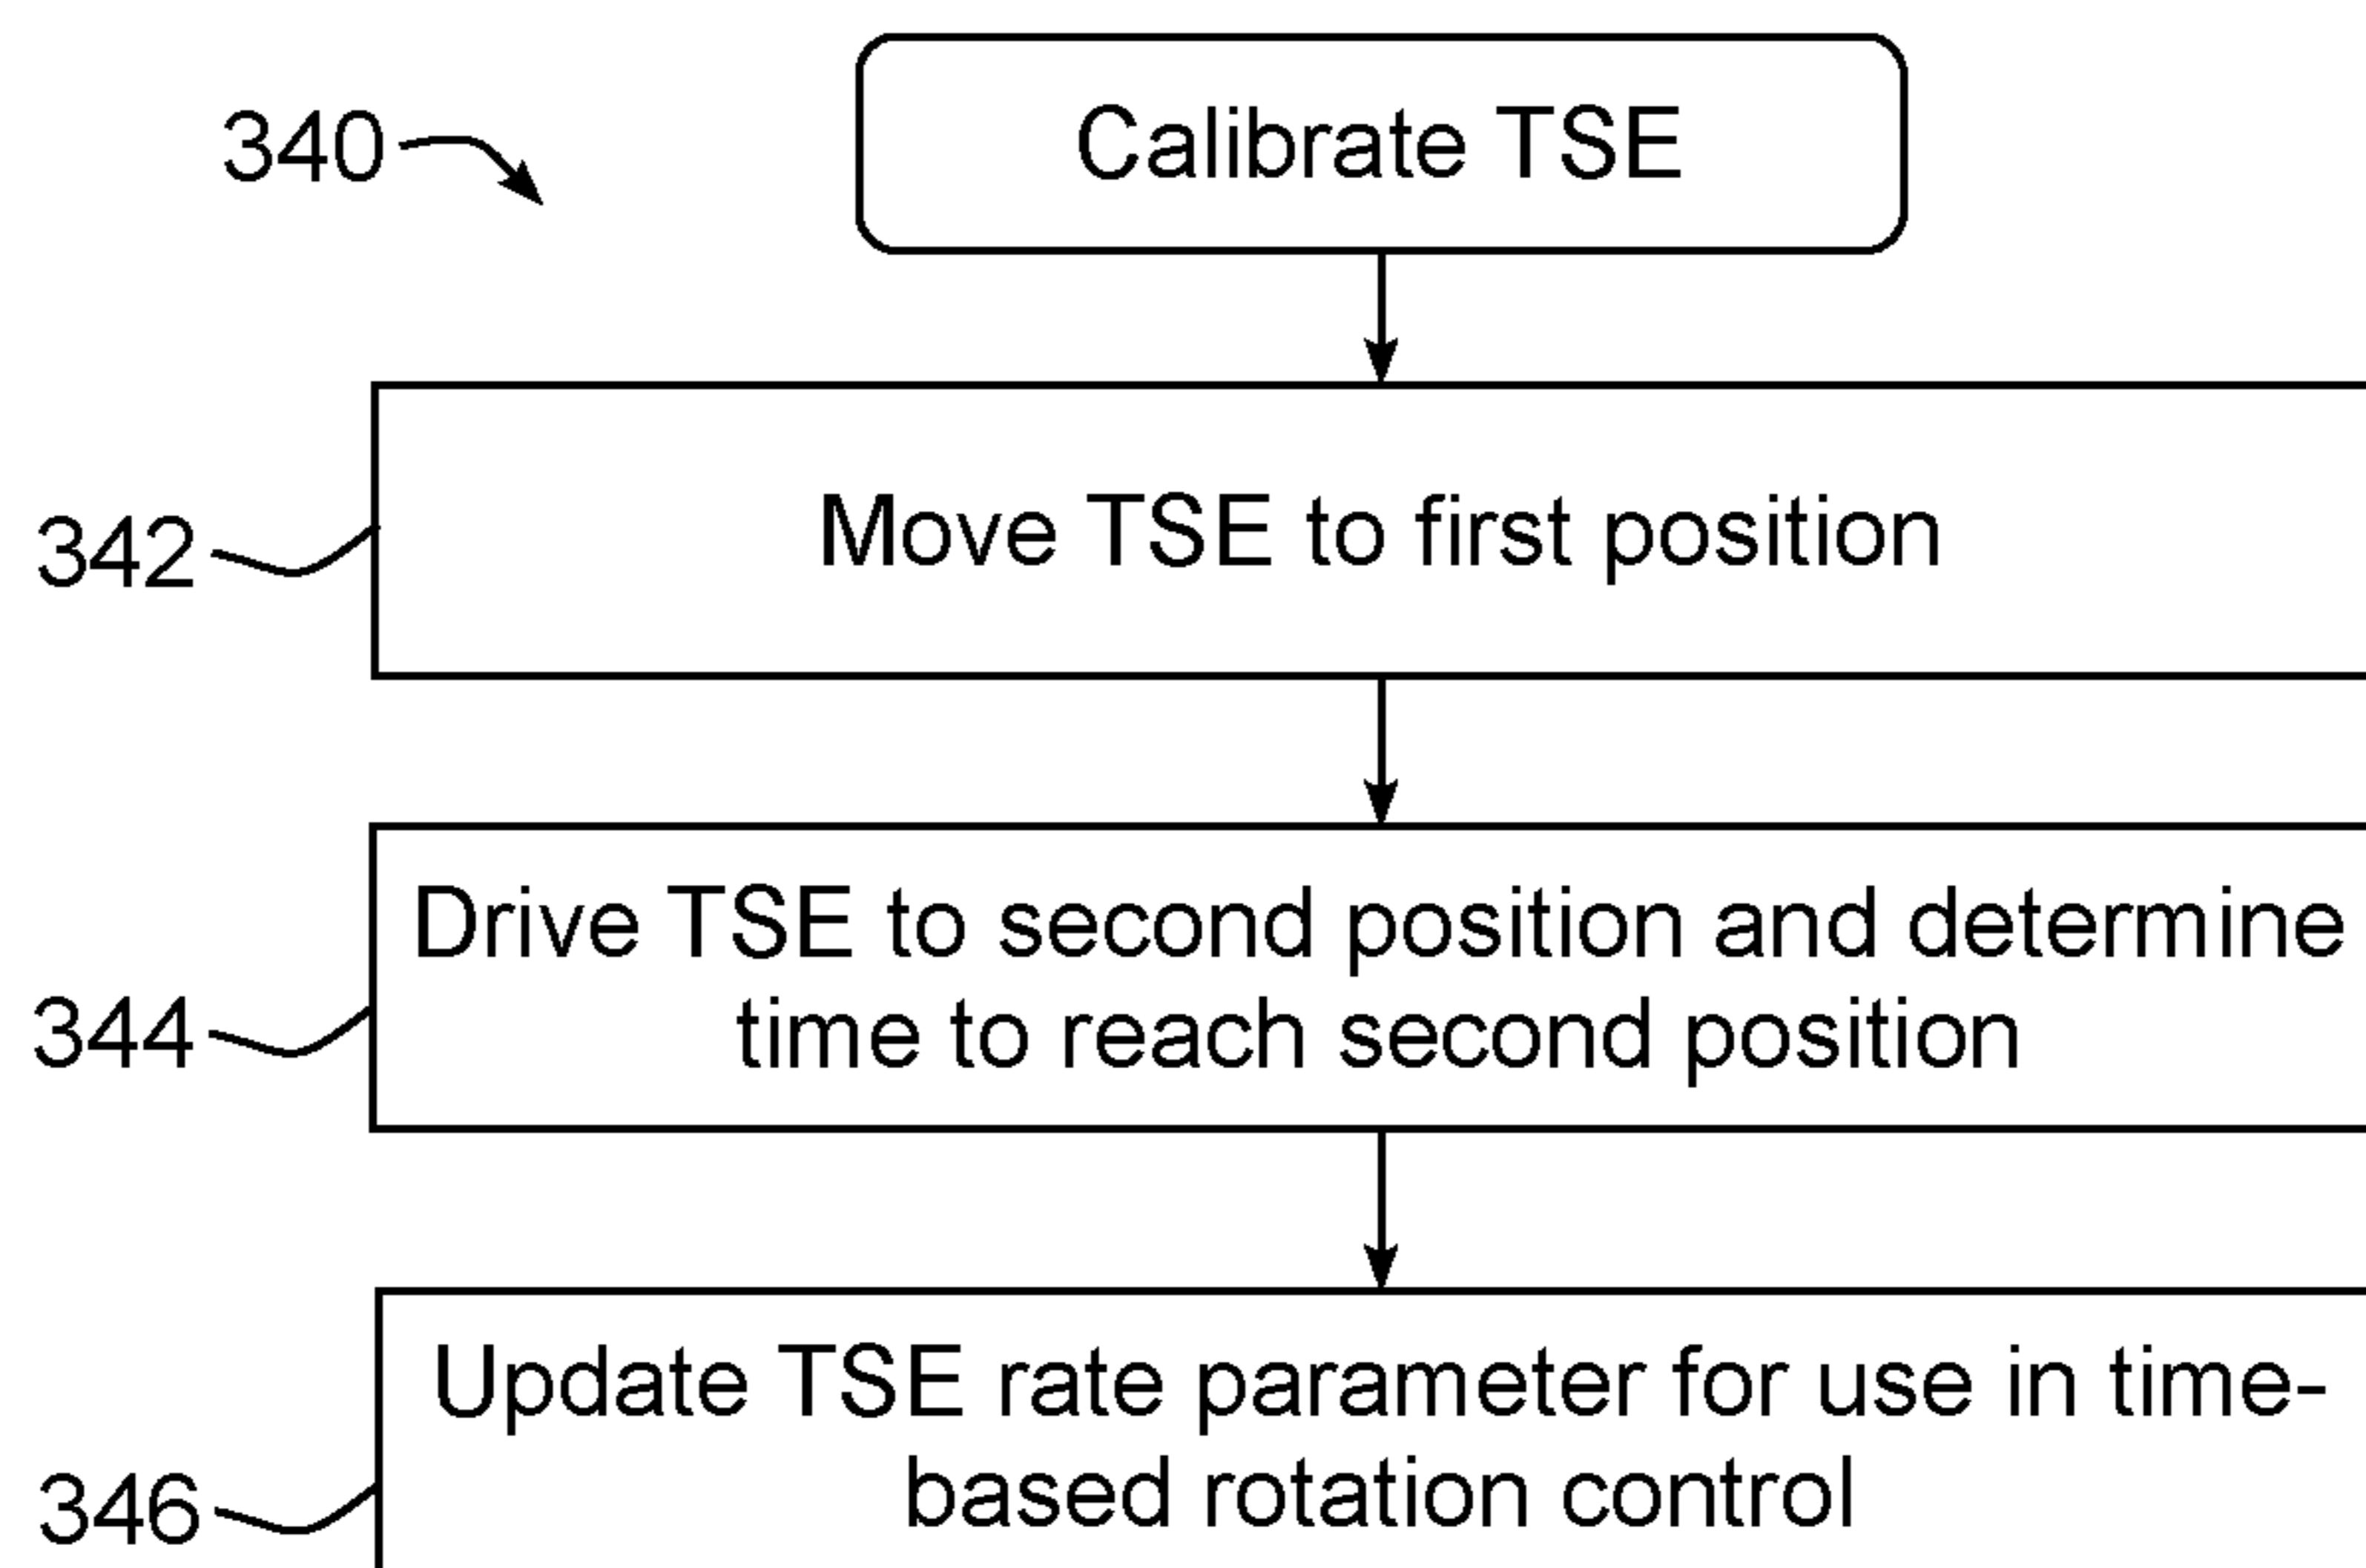 340
Calibrate TSE
342
Move TSE to first position
344
Drive TSE to second position and determine
time to reach second position
346
Update TSE rate parameter for use in time-
based rotation control